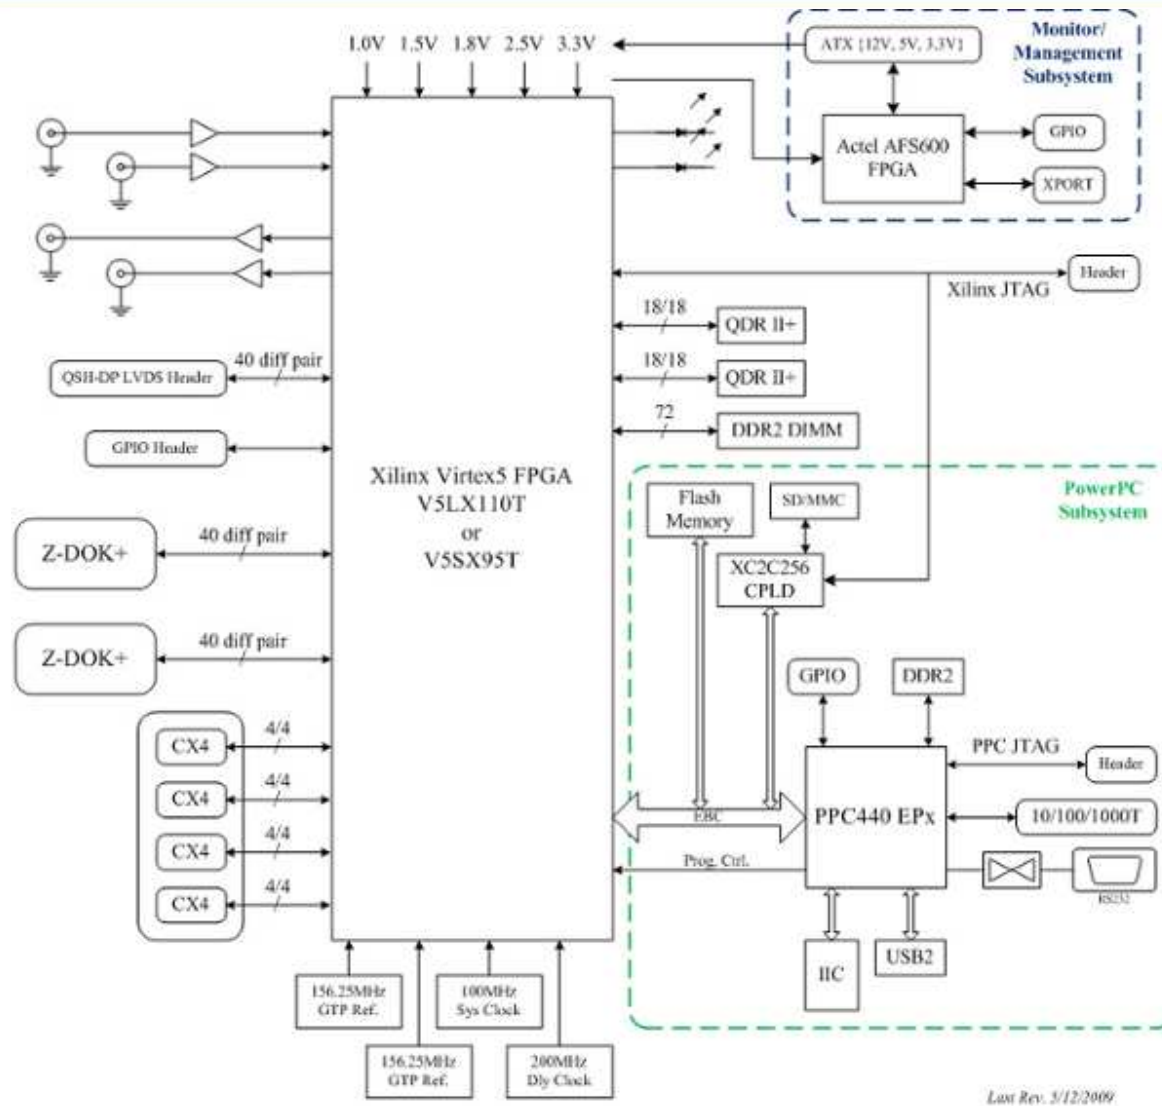 1.0V 1.5V 1.8V 2.5V 3.3V
ATX {12V, 5V, 3.3V}
Monitor/
Management
Subsystem
Actel AFS600
FPGA
GPIO
XPORT
Xilinx JTAG
Header
18/18
QDR II+
18/18
QDR II+
72
DDR2 DIMM
40 diff pair
QSH-DP LVDS Header
GPIO Header
Xilinx Virtex5 FPGA
V5LX110T
or
V5SX95T
Z-DOK+
40 diff pair
Z-DOK+
40 diff pair
CX4
4/4
CX4
4/4
CX4
4/4
CX4
4/4
PowerPC
Subsystem
Flash
Memory
SD/MMC
XC2C256
CPLD
GPIO
DDR2
PPC JTAG
Header
EBC
PPC440 EPx
10/100/1000T
Prog. Ctrl.
RS232
IIC
USB2
156.25MHz
GTP Ref.
100MHz
Sys Clock
156.25MHz
GTP Ref.
200MHz
Dly Clock
Last Rev. 5/12/2009